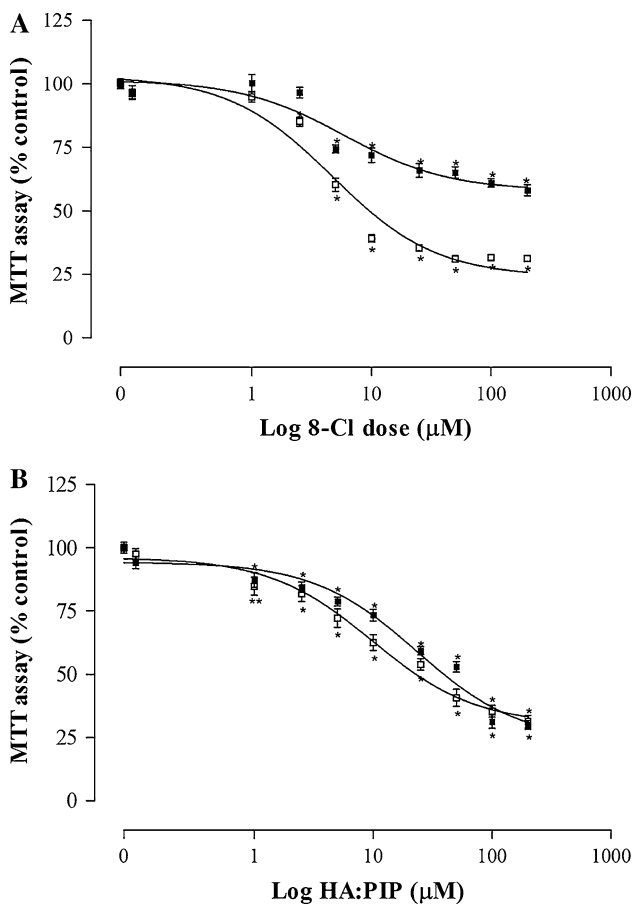 A
MTT assay (% control)
125
100
75
50
25
0
* * * * * *
* * * * * * *
0 1 10 100 1000
Log 8-Cl dose (µM)
B
MTT assay (% control)
125
100
75
50
25
0
* * * * * * * *
** * * * * * * *
0 1 10 100 1000
Log HA:PIP (µM)